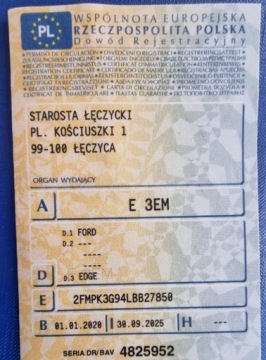 PL
WSPÓLNOTA EUROPEJSKA
RZECZPOSPOLITA POLSKA
Dowód Rejestracyjny
STAROSTA ŁĘCZYCKI
PL. KOŚCIUSZKI 1
99-100 ŁĘCZYCA
ORGAN WYDAJĄCY
A E 3EM
D.1 FORD
D.2 ---
----
----
D D.3 EDGE
E 2FMPK3G94LBB27850
B 01.01.2020 I 30.09.2025 H ---
SERIA DR/BAV 4825952